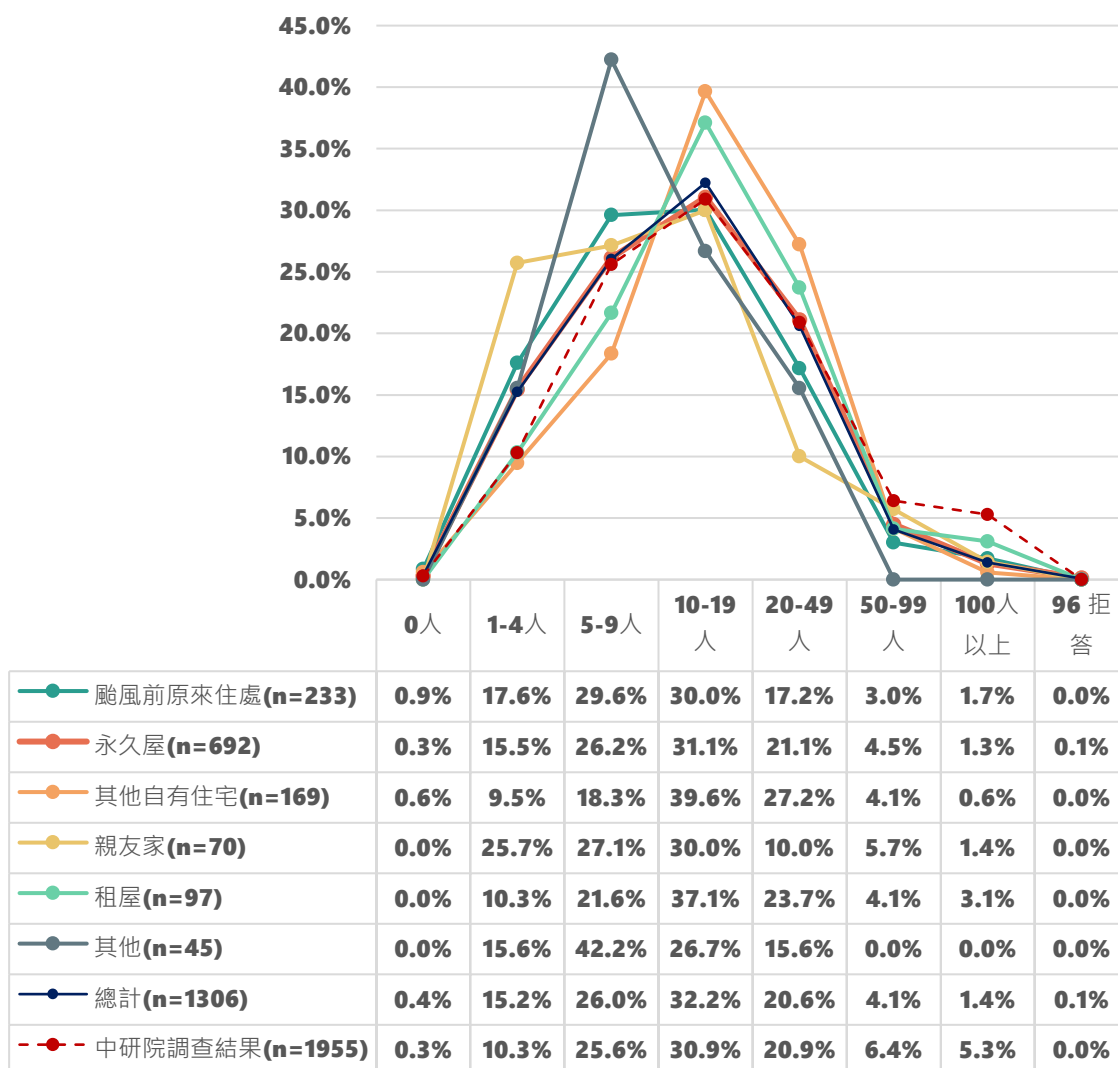 45.0%
40.0%
35.0%
30.0%
25.0%
20.0%
15.0%
10.0%
5.0%
0.0%
0人 1-4人 5-9人 10-19人 20-49人 50-99人 100人以上 96 拒答
颱風前原來住處(n=233) 0.9% 17.6% 29.6% 30.0% 17.2% 3.0% 1.7% 0.0%
永久屋(n=692) 0.3% 15.5% 26.2% 31.1% 21.1% 4.5% 1.3% 0.1%
其他自有住宅(n=169) 0.6% 9.5% 18.3% 39.6% 27.2% 4.1% 0.6% 0.0%
親友家(n=70) 0.0% 25.7% 27.1% 30.0% 10.0% 5.7% 1.4% 0.0%
租屋(n=97) 0.0% 10.3% 21.6% 37.1% 23.7% 4.1% 3.1% 0.0%
其他(n=45) 0.0% 15.6% 42.2% 26.7% 15.6% 0.0% 0.0% 0.0%
總計(n=1306) 0.4% 15.2% 26.0% 32.2% 20.6% 4.1% 1.4% 0.1%
中研院調查結果(n=1955) 0.3% 10.3% 25.6% 30.9% 20.9% 6.4% 5.3% 0.0%